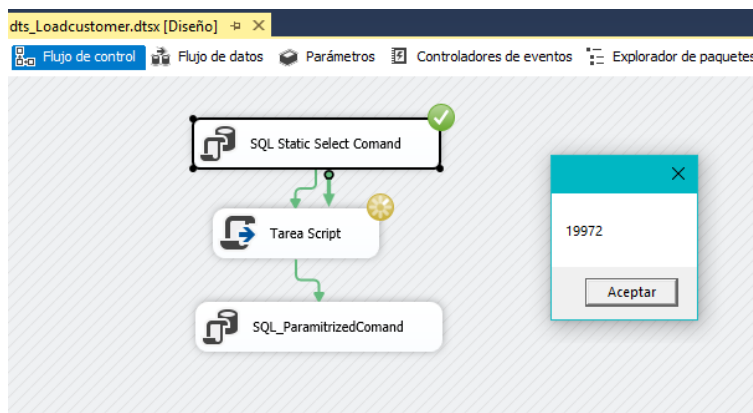 dts_Loadcustomer.dtsx [Diseño]
Flujo de control Flujo de datos Parámetros Controladores de eventos Explorador de paquetes
SQL Static Select Comand
Tarea Script
19972
Aceptar
SQL_ParamitrizedComand